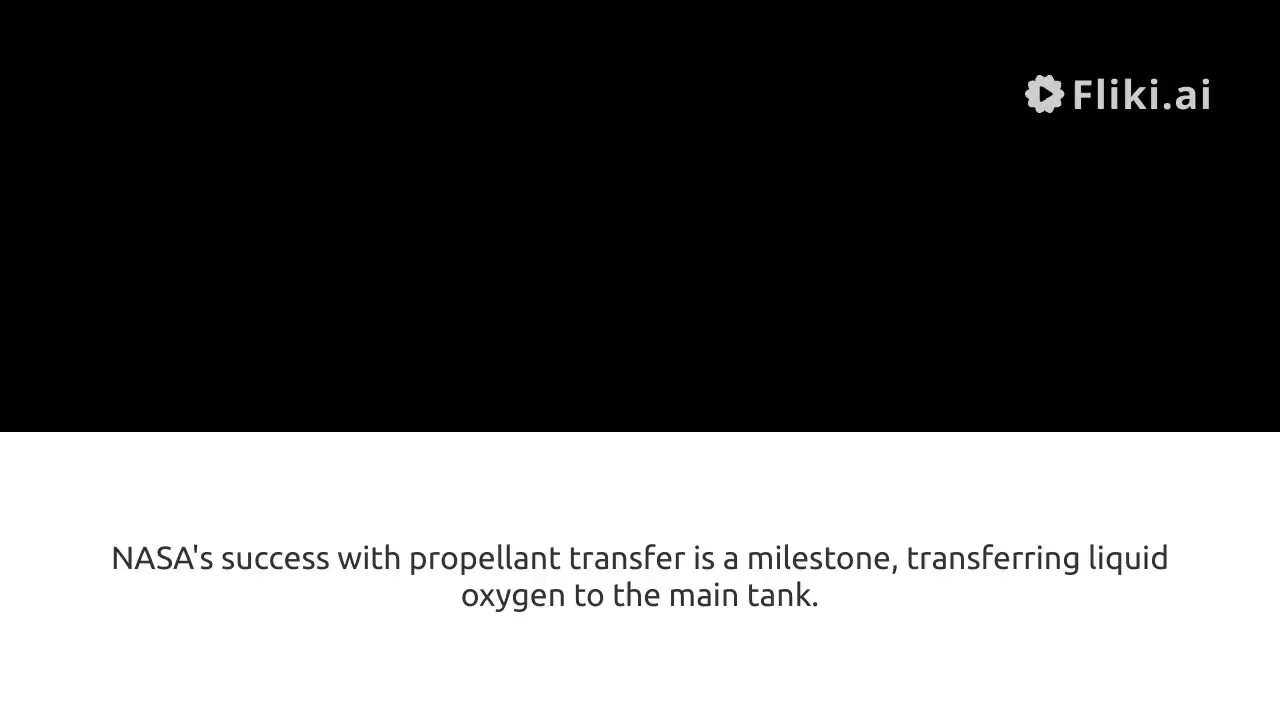 Fliki.ai
NASA's success with propellant transfer is a milestone, transferring liquid
oxygen to the main tank.